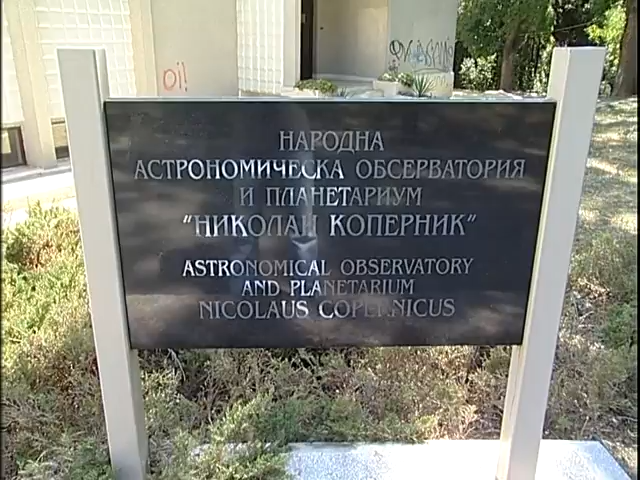 oi!
НАРОДНА
АСТРОНОМИЧЕСКА ОБСЕРВАТОРИЯ
И ПЛАНЕТАРИУМ
"НИКОЛАЙ КОПЕРНИК"
ASTRONOMICAL OBSERVATORY
AND PLANETARIUM
NICOLAUS COPERNICUS